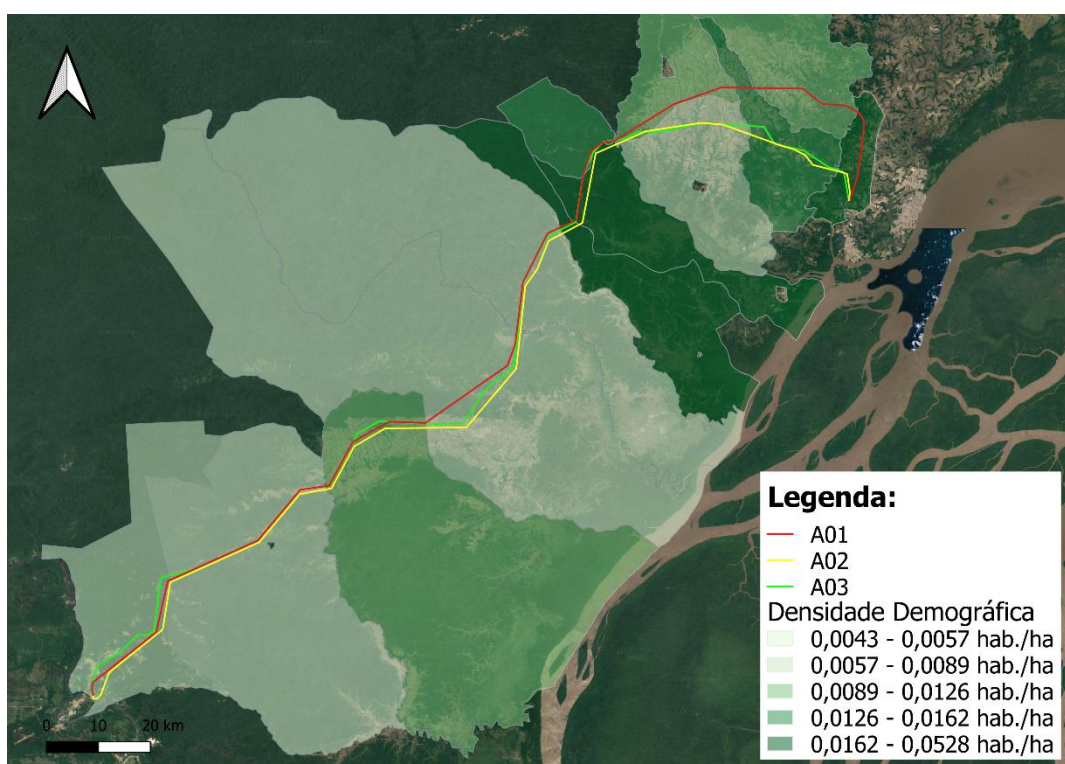 Legenda:
A01
A02
A03
Densidade Demográfica
0,0043 - 0,0057 hab./ha
0,0057 - 0,0089 hab./ha
0,0089 - 0,0126 hab./ha
0,0126 - 0,0162 hab./ha
0,0162 - 0,0528 hab./ha
0 10 20 km